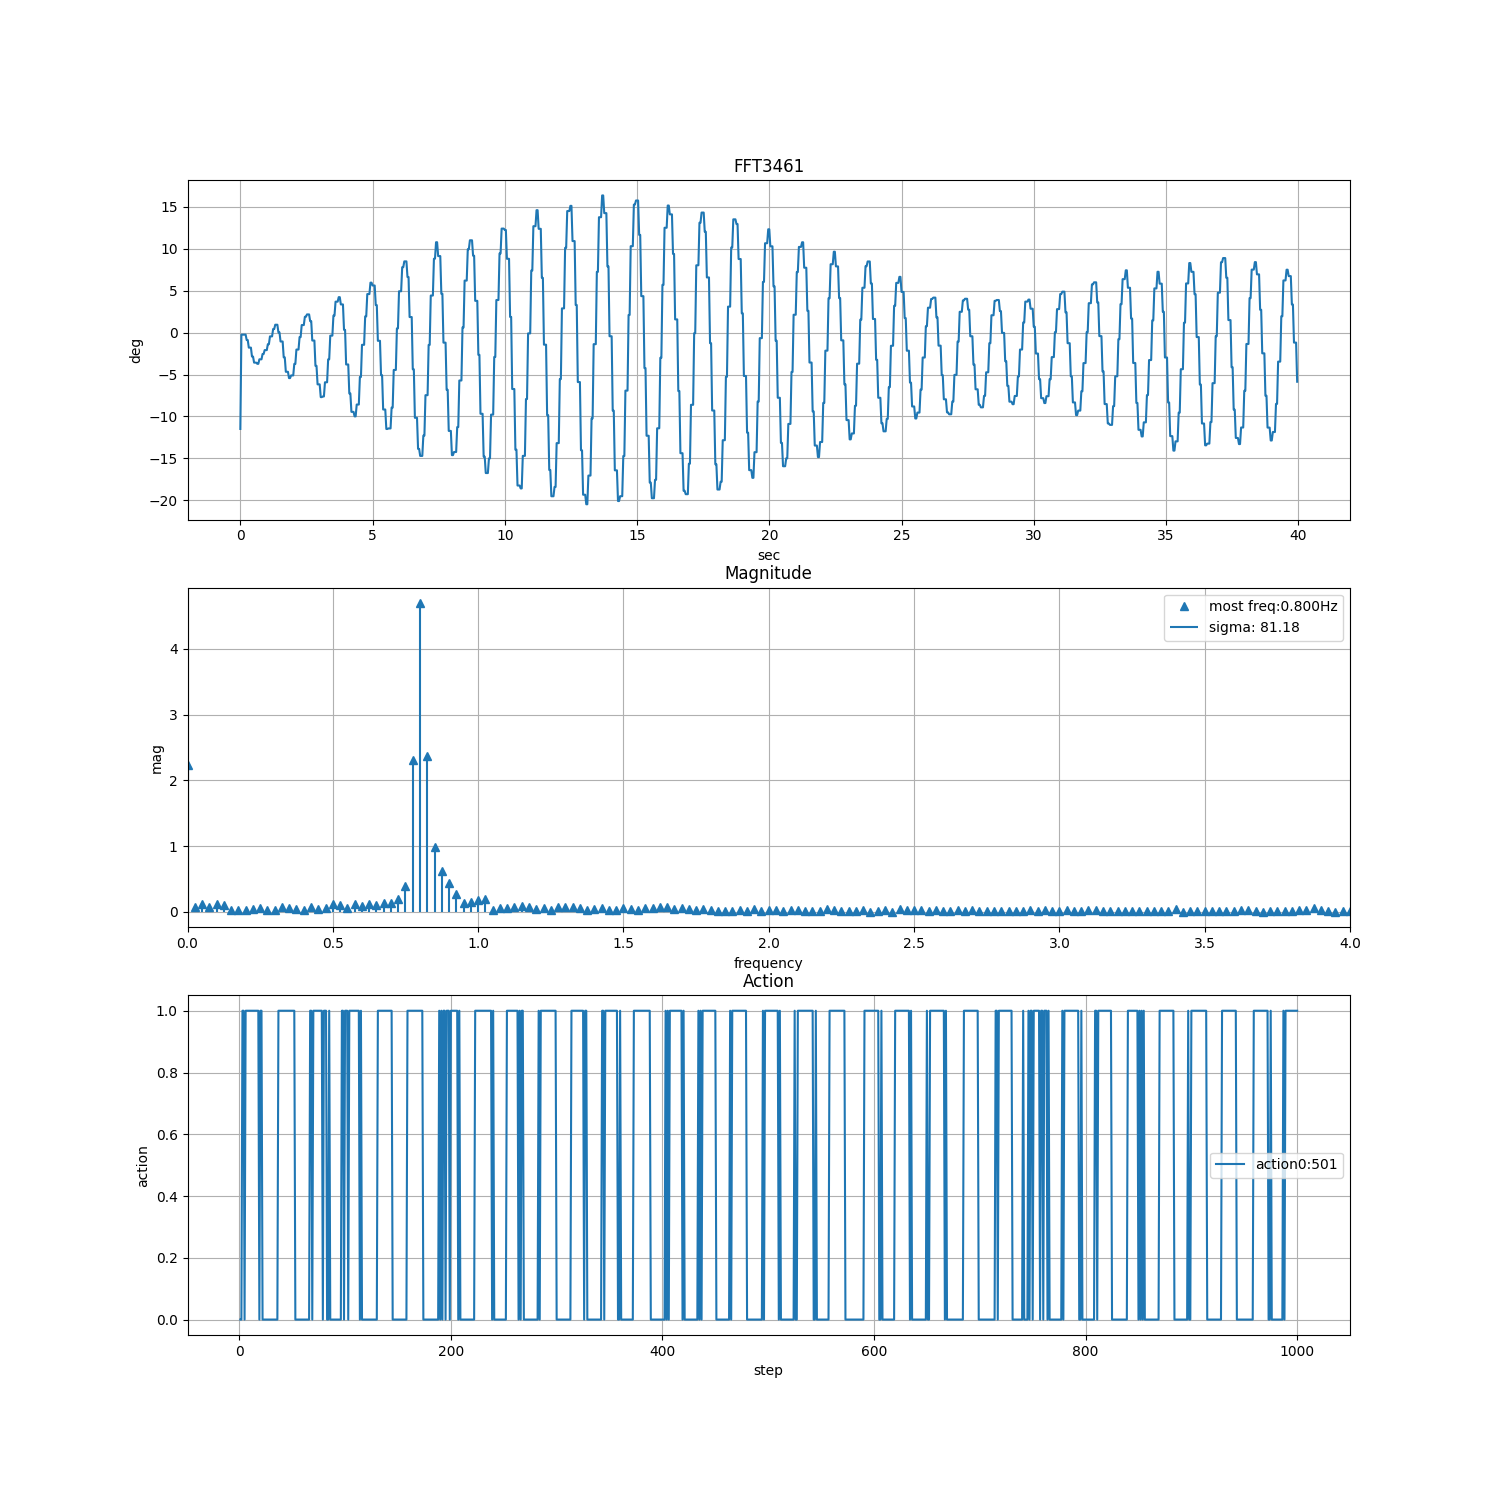 FFT3461
15
10
5
0
−5
−10
−15
−20
deg
0 5 10 15 20 25 30 35 40
sec
Magnitude
most freq:0.800Hz
sigma: 81.18
4
3
2
1
0
mag
0.0 0.5 1.0 1.5 2.0 2.5 3.0 3.5 4.0
frequency
Action
1.0
0.8
0.6
0.4
0.2
0.0
action
action0:501
0 200 400 600 800 1000
step